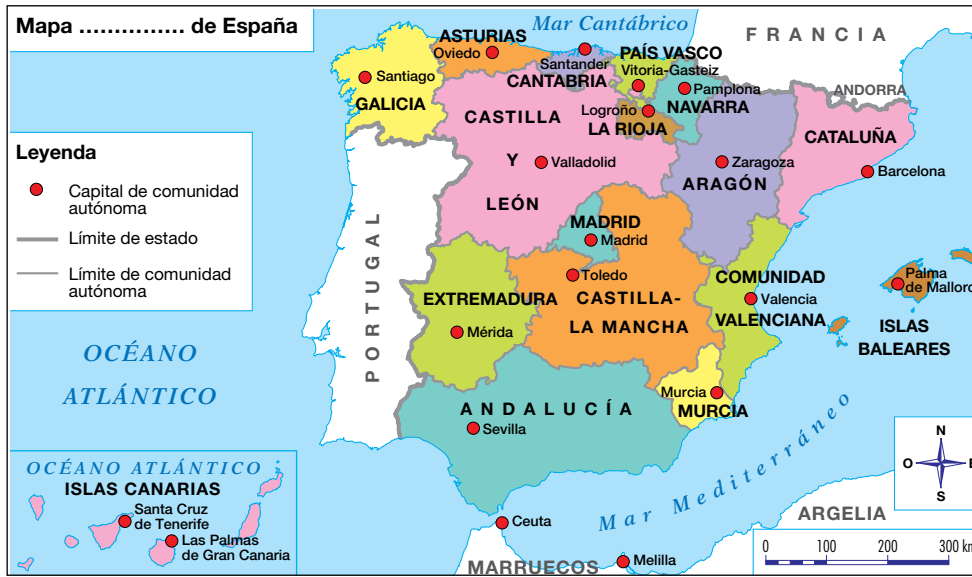 Mapa ............... de España
Mar Cantábrico
FRANCIA
ASTURIAS
Oviedo
Santander
CANTABRIA
PAÍS VASCO
Vitoria-Gasteiz
Pamplona
NAVARRA
ANDORRA
Santiago
GALICIA
CASTILLA
Y
LEÓN
Valladolid
Logroño
LA RIOJA
Zaragoza
ARAGÓN
CATALUÑA
Barcelona
Leyenda
Capital de comunidad
autónoma
Límite de estado
Límite de comunidad
autónoma
PORTUGAL
MADRID
Madrid
Toledo
EXTREMADURA
Mérida
CASTILLA-
LA MANCHA
COMUNIDAD
Valencia
VALENCIANA
Palma
de Mallorc
ISLAS
BALEARES
OCÉANO
ATLÁNTICO
ANDALUCÍA
Sevilla
Murcia
MURCIA
Mar Mediterráneo
N
O
E
S
OCÉANO ATLÁNTICO
ISLAS CANARIAS
Santa Cruz
de Tenerife
Las Palmas
de Gran Canaria
Ceuta
Melilla
MARRUECOS
ARGELIA
0 100 200 300 km